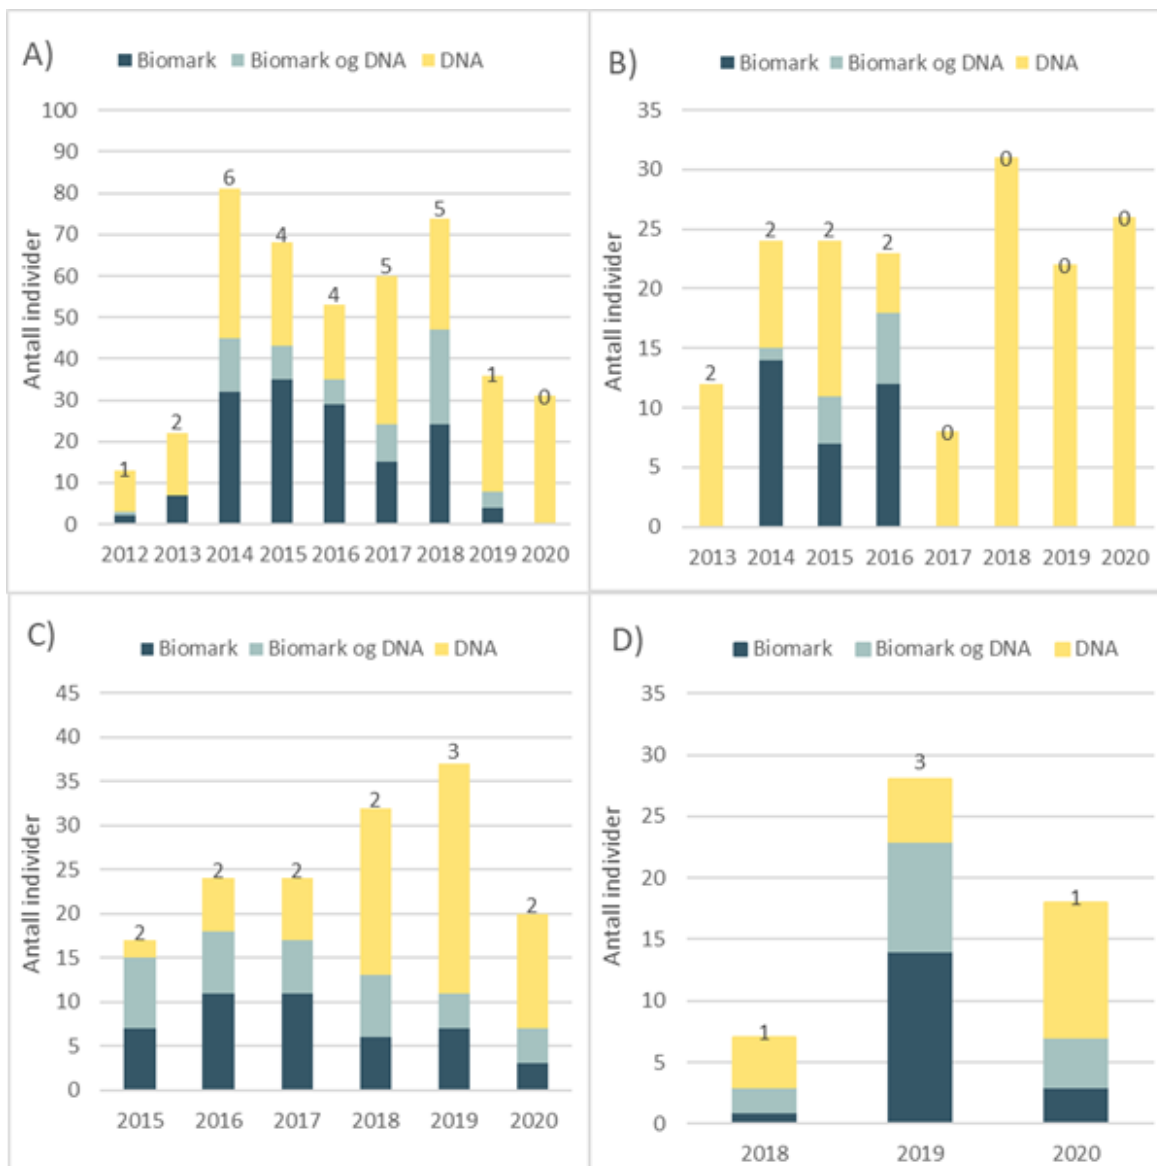 A)
Biomark Biomark og DNA DNA
Antall individer
100
90
80
70
60
50
40
30
20
10
0
1 2 6 4 4 5 5 1 0
2012 2013 2014 2015 2016 2017 2018 2019 2020
B)
Biomark Biomark og DNA DNA
Antall individer
35
30
25
20
15
10
5
0
2 2 2 2 0 0 0 0
2013 2014 2015 2016 2017 2018 2019 2020
C)
Biomark Biomark og DNA DNA
Antall individer
45
40
35
30
25
20
15
10
5
0
2 2 2 2 3 2
2015 2016 2017 2018 2019 2020
D)
Biomark Biomark og DNA DNA
Antall individer
35
30
25
20
15
10
5
0
1 3 1
2018 2019 2020